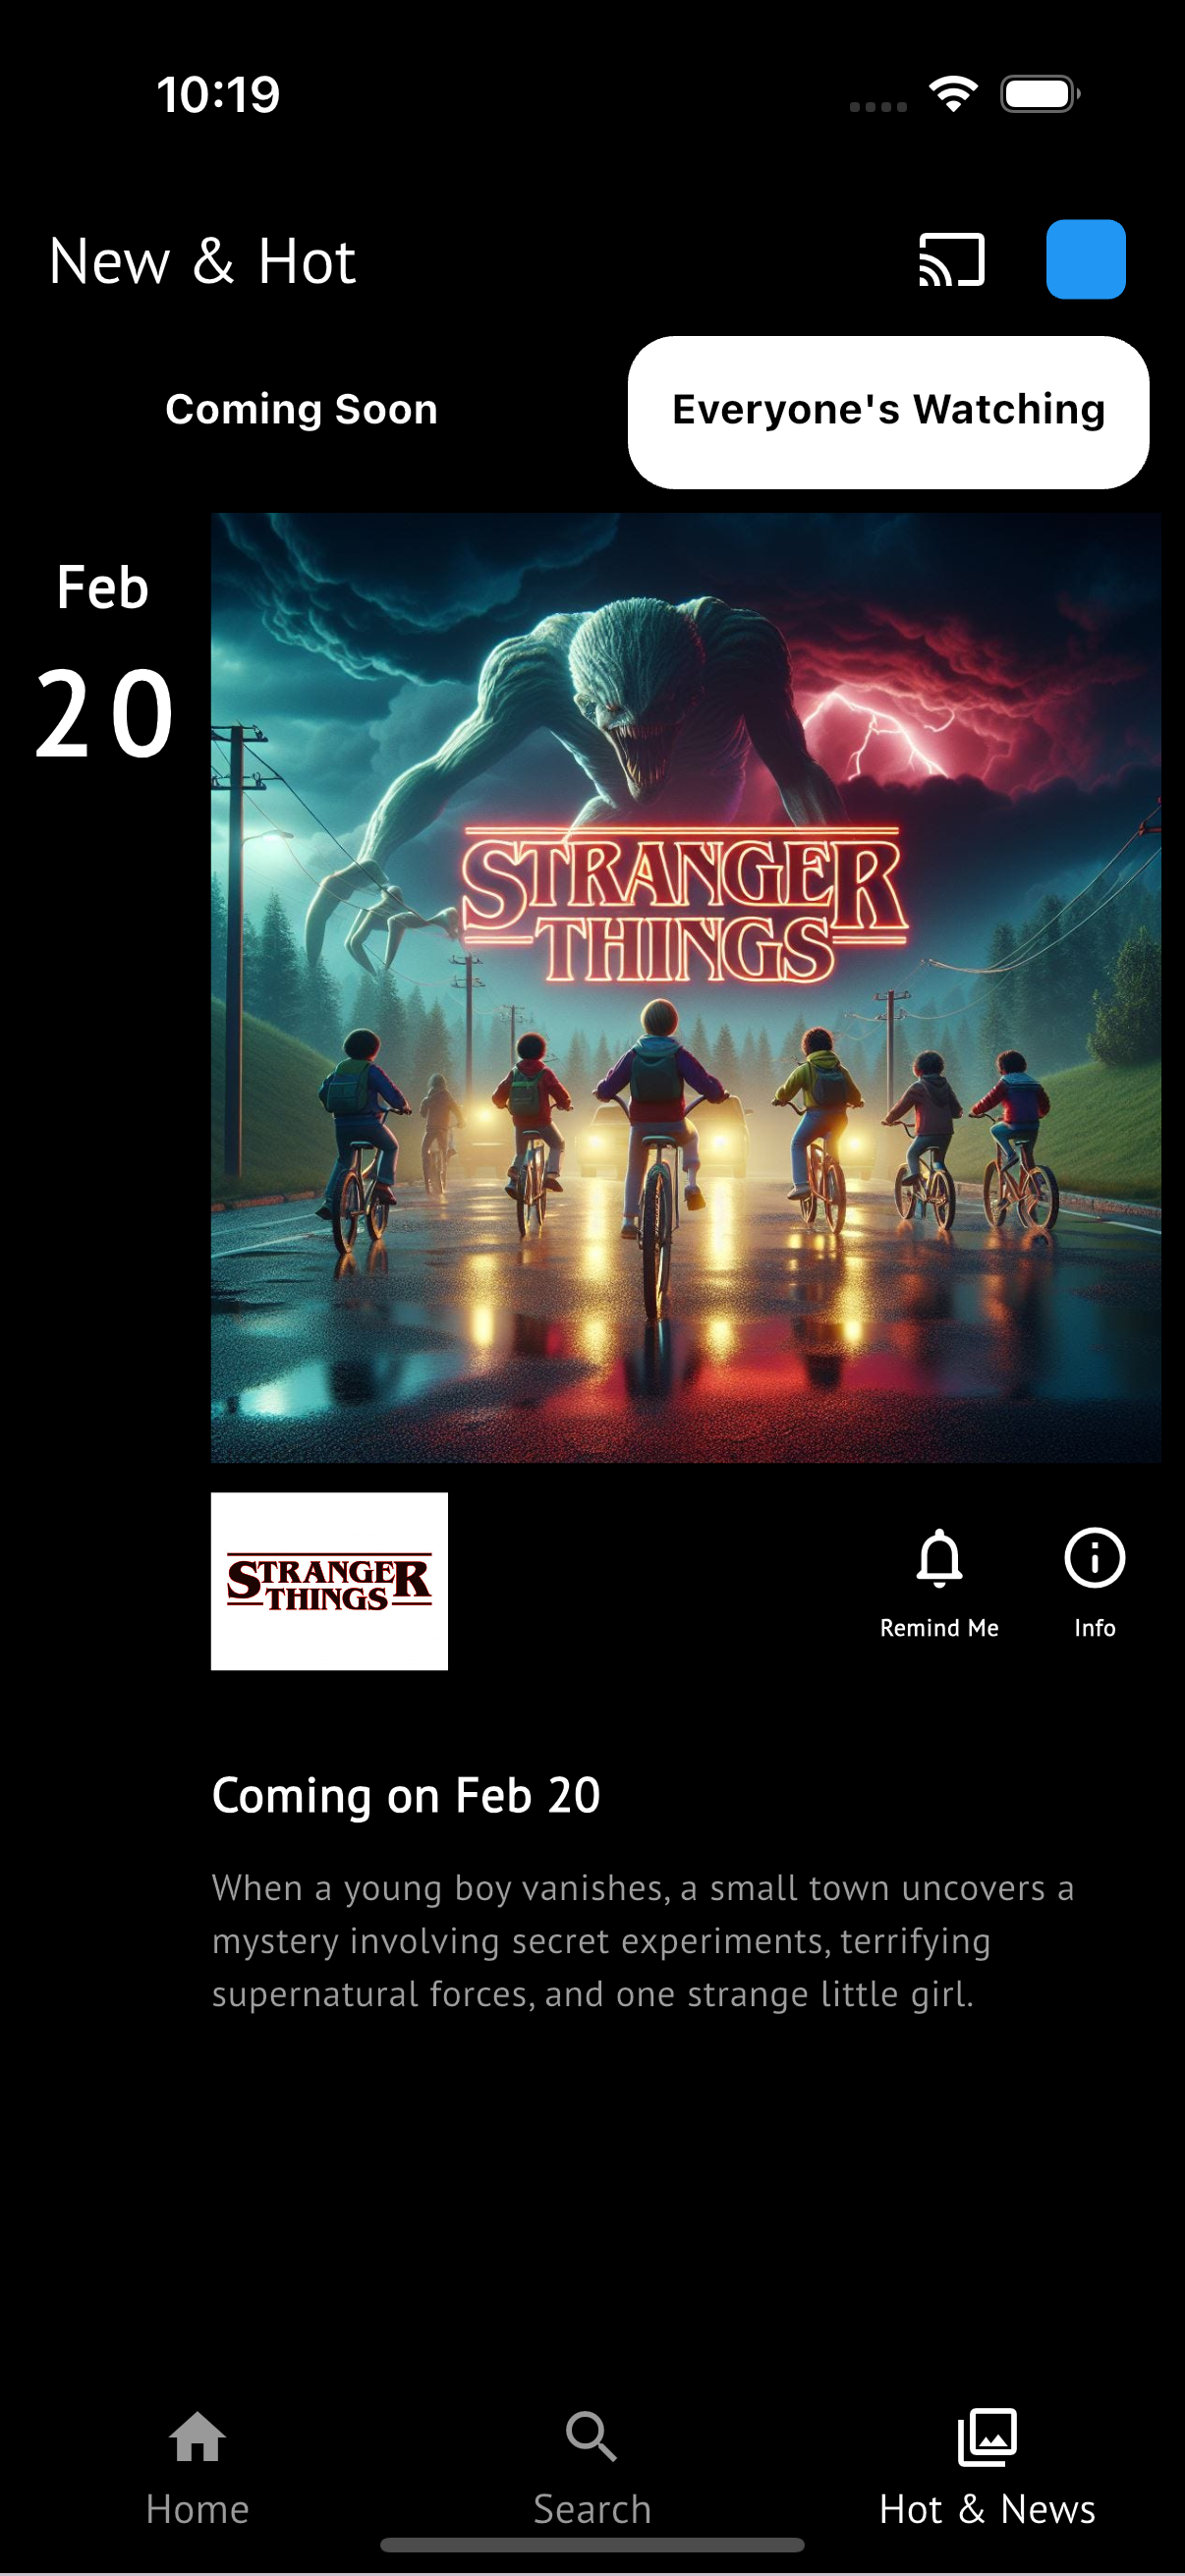 10:19
New & Hot
Coming Soon
Everyone's Watching
Feb
20
STRANGER
THINGS
STRANGER
THINGS
Remind Me
Info
Coming on Feb 20
When a young boy vanishes, a small town uncovers a
mystery involving secret experiments, terrifying
supernatural forces, and one strange little girl.
Home
Search
Hot & News